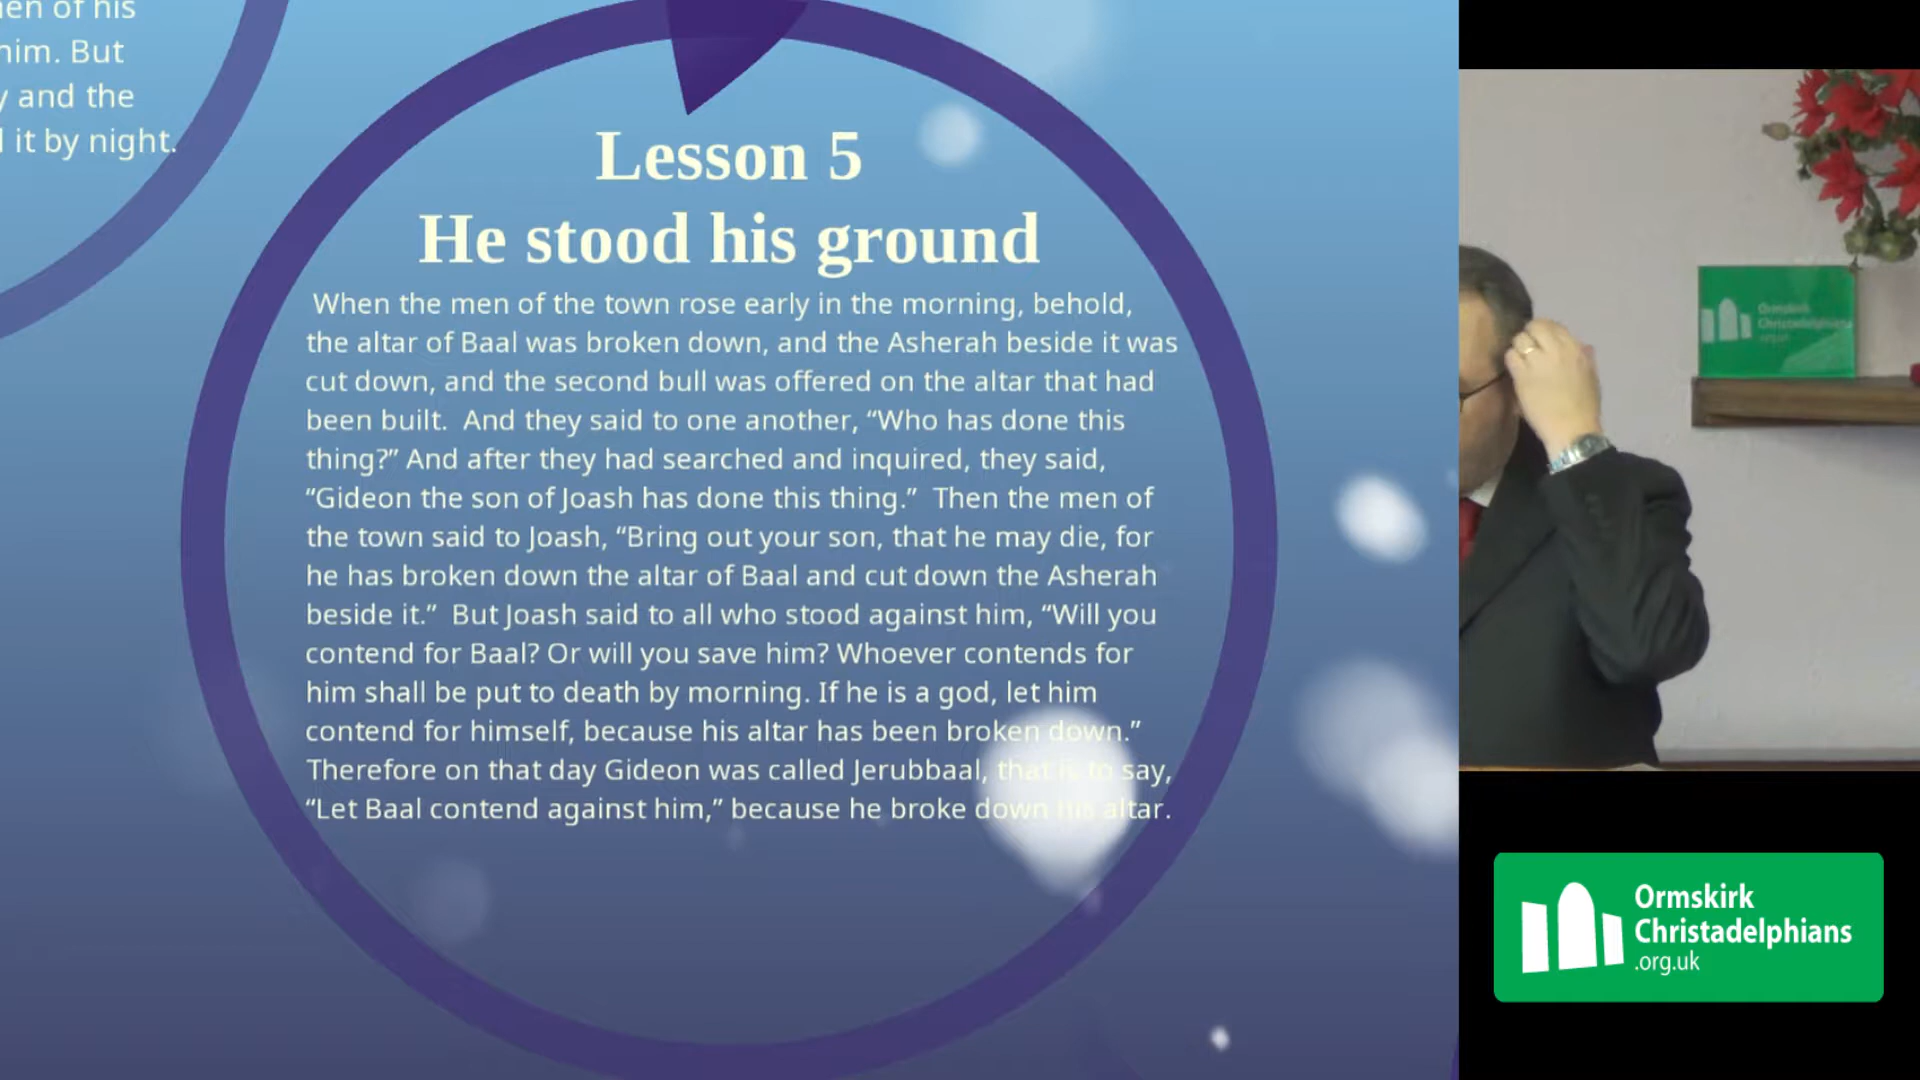 en of his
him. But
y and the
it by night.
Lesson 5
He stood his ground
When the men of the town rose early in the morning, behold,
the altar of Baal was broken down, and the Asherah beside it was
cut down, and the second bull was offered on the altar that had
been built.  And they said to one another, “Who has done this
thing?” And after they had searched and inquired, they said,
“Gideon the son of Joash has done this thing.”  Then the men of
the town said to Joash, “Bring out your son, that he may die, for
he has broken down the altar of Baal and cut down the Asherah
beside it.”  But Joash said to all who stood against him, “Will you
contend for Baal? Or will you save him? Whoever contends for
him shall be put to death by morning. If he is a god, let him
contend for himself, because his altar has been broken down.”
Therefore on that day Gideon was called Jerubbaal, that is to say,
“Let Baal contend against him,” because he broke down his altar.
Ormskirk
Christadelphians
Ormskirk
Christadelphians
.org.uk